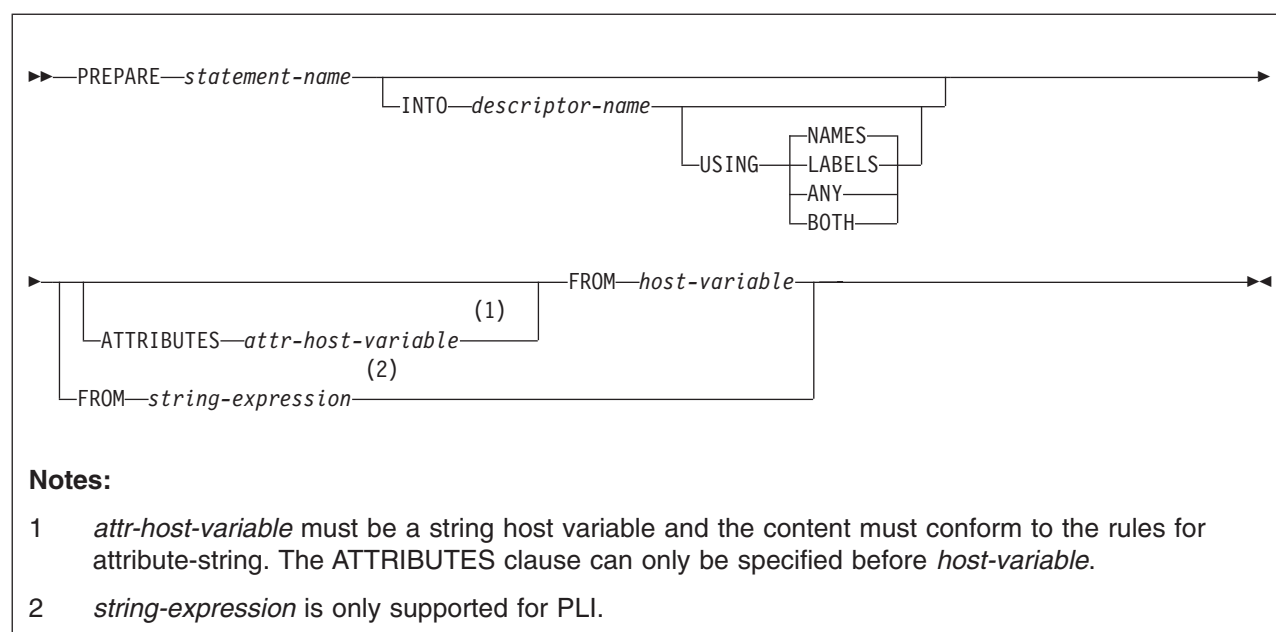 PREPARE statement-name
INTO descriptor-name
NAMES
USING LABELS
ANY
BOTH
FROM host-variable
(1)
ATTRIBUTES attr-host-variable
(2)
FROM string-expression
Notes:
1 attr-host-variable must be a string host variable and the content must conform to the rules for
attribute-string. The ATTRIBUTES clause can only be specified before host-variable.
2 string-expression is only supported for PLI.